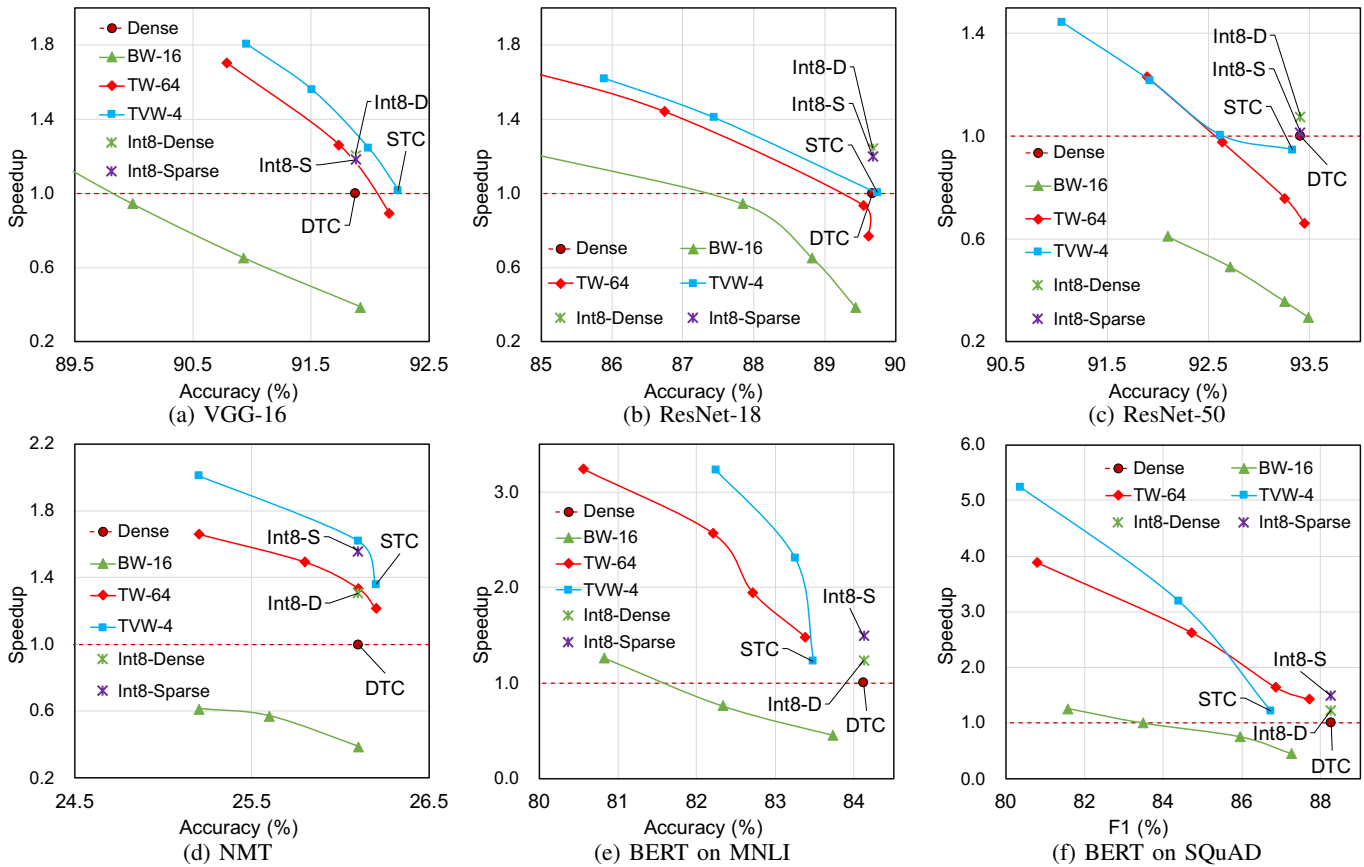 1.8
1.4
1.0
0.6
0.2
Speedup
Dense
BW-16
TW-64
TVW-4
Int8-Dense
Int8-Sparse
Int8-D
STC
Int8-S
DTC
89.5 90.5 91.5 92.5
Accuracy (%)
(a) VGG-16
1.8
1.4
1.0
0.6
0.2
Speedup
Int8-D
Int8-S
STC
DTC
Dense BW-16
TW-64 TVW-4
Int8-Dense Int8-Sparse
85 86 87 88 89 90
Accuracy (%)
(b) ResNet-18
1.4
1.0
0.6
0.2
Speedup
Int8-D
Int8-S
STC
DTC
Dense
BW-16
TW-64
TVW-4
Int8-Dense
Int8-Sparse
90.5 91.5 92.5 93.5
Accuracy (%)
(c) ResNet-50
2.2
1.8
1.4
1.0
0.6
0.2
Speedup
Dense
BW-16
TW-64
TVW-4
Int8-Dense
Int8-Sparse
Int8-S
STC
Int8-D
DTC
24.5 25.5 26.5
Accuracy (%)
(d) NMT
3.0
2.0
1.0
0.0
Speedup
Dense
BW-16
TW-64
TVW-4
Int8-Dense
Int8-Sparse
Int8-S
STC
Int8-D
DTC
80 81 82 83 84
Accuracy (%)
(e) BERT on MNLI
6.0
5.0
4.0
3.0
2.0
1.0
0.0
Speedup
Dense BW-16
TW-64 TVW-4
Int8-Dense Int8-Sparse
Int8-S
STC
Int8-D
DTC
80 82 84 86 88
F1 (%)
(f) BERT on SQuAD